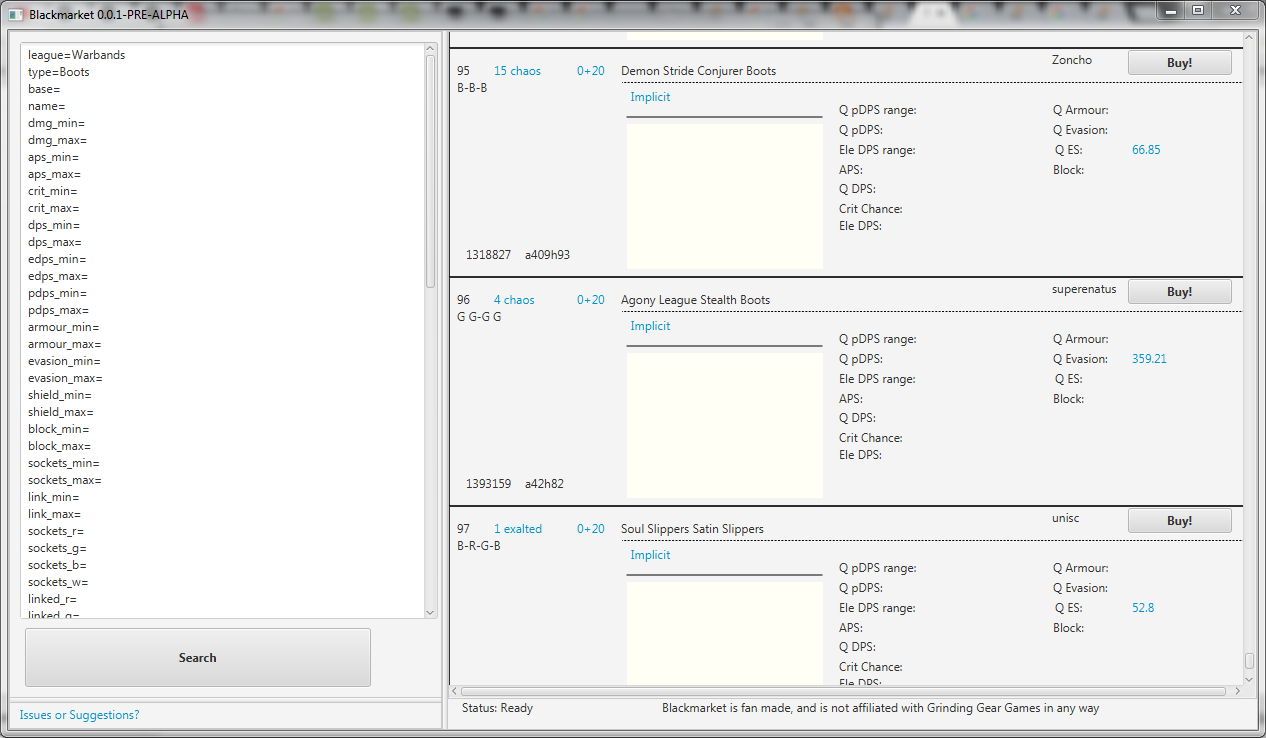 Blackmarket 0.0.1-PRE-ALPHA
league=Warbands
type=Boots
base=
name=
dmg_min=
dmg_max=
aps_min=
aps_max=
crit_min=
crit_max=
dps_min=
dps_max=
edps_min=
edps_max=
pdps_min=
pdps_max=
armour_min=
armour_max=
evasion_min=
evasion_max=
shield_min=
shield_max=
block_min=
block_max=
sockets_min=
sockets_max=
link_min=
link_max=
sockets_r=
sockets_g=
sockets_b=
sockets_w=
linked_r=
linked_g=
Search
Issues or Suggestions?
95 15 chaos 0+20 Demon Stride Conjurer Boots Zoncho Buy!
B-B-B
Implicit
Q pDPS range: Q Armour:
Q pDPS: Q Evasion:
Ele DPS range: Q ES: 66.85
APS: Block:
Q DPS:
Crit Chance:
Ele DPS:
1318827 a409h93
96 4 chaos 0+20 Agony League Stealth Boots superenatus Buy!
G G-G G
Implicit
Q pDPS range: Q Armour:
Q pDPS: Q Evasion: 359.21
Ele DPS range: Q ES:
APS: Block:
Q DPS:
Crit Chance:
Ele DPS:
1393159 a42h82
97 1 exalted 0+20 Soul Slippers Satin Slippers unisc Buy!
B-R-G-B
Implicit
Q pDPS range: Q Armour:
Q pDPS: Q Evasion:
Ele DPS range: Q ES: 52.8
APS: Block:
Q DPS:
Crit Chance:
Ele DPS:
Status: Ready Blackmarket is fan made, and is not affiliated with Grinding Gear Games in any way